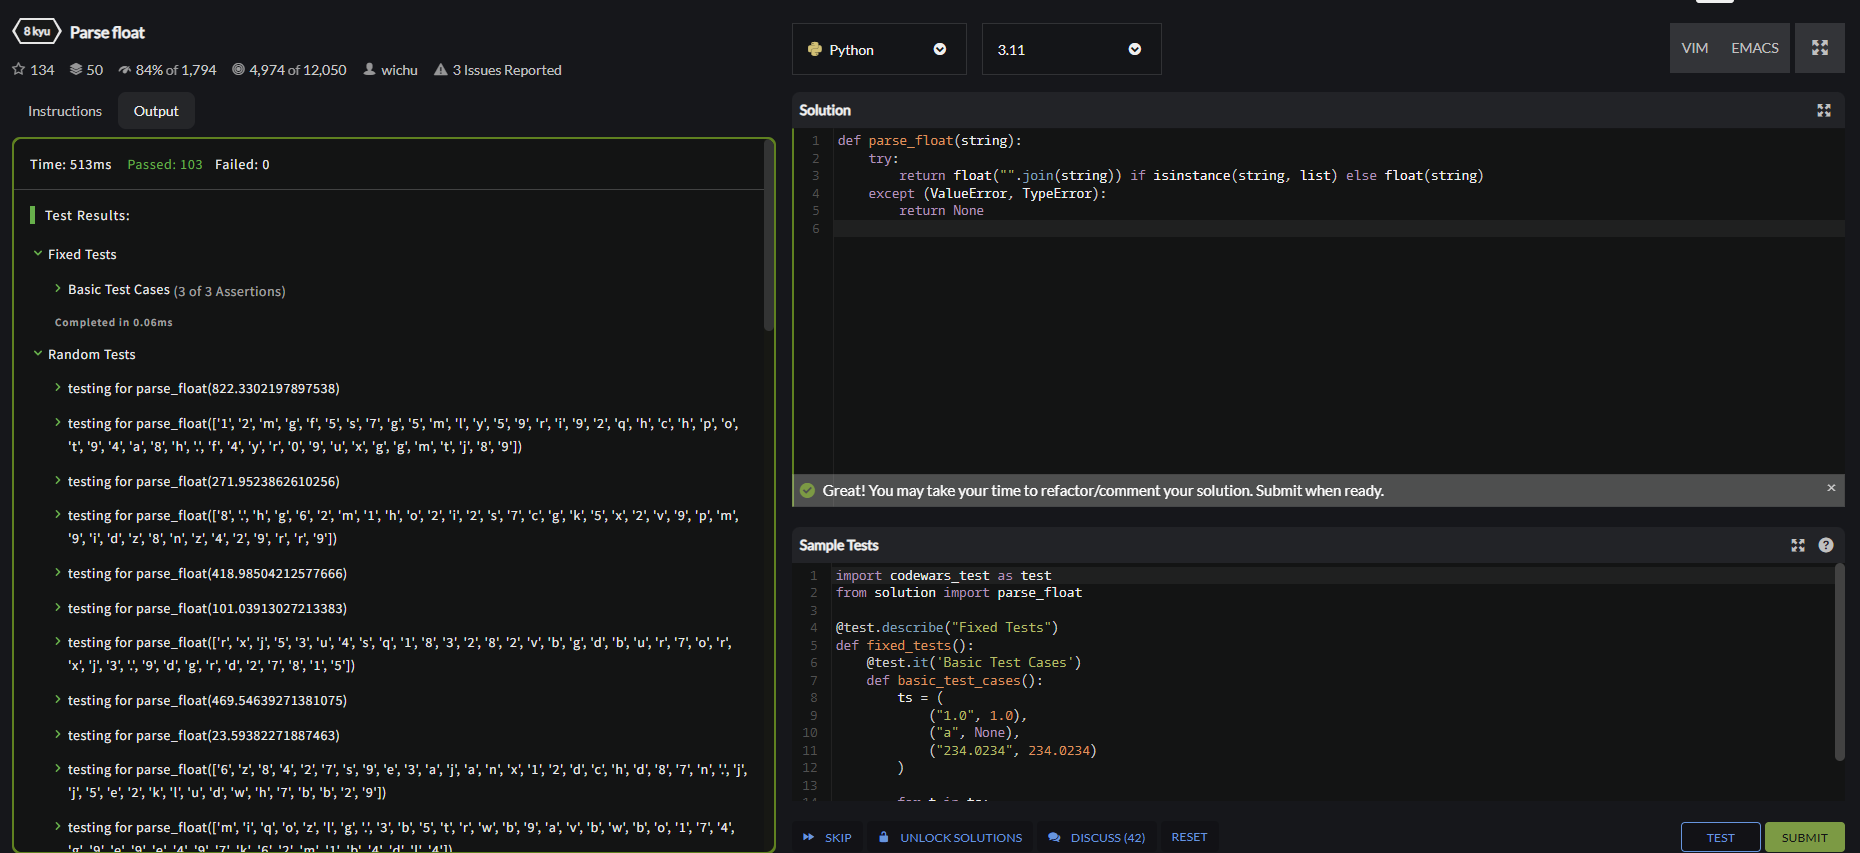 8 kyu Parse float
134 50 84% of 1,794 4,974 of 12,050 wichu 3 Issues Reported
Instructions Output
Time: 513ms Passed: 103 Failed: 0
Test Results:
Fixed Tests
Basic Test Cases (3 of 3 Assertions)
Completed in 0.06ms
Random Tests
testing for parse_float(822.3302197897538)
testing for parse_float(['1', '2', 'm', 'g', 'f', '5', 's', '7', 'g', '5', 'm', 'l', 'y', '5', '9', 'r', 'i', '9', '2', 'q', 'h', 'c', 'h', 'p', 'o',
't', '9', '4', 'a', '8', 'h', '.', 'f', '4', 'y', 'r', '0', '9', 'u', 'x', 'g', 'g', 'm', 't', 'j', '8', '9'])
testing for parse_float(271.9523862610256)
testing for parse_float(['8', '.', 'h', 'g', '6', '2', 'm', '1', 'h', 'o', '2', 'i', '2', 's', '7', 'c', 'g', 'k', '5', 'x', '2', 'v', '9', 'p', 'm',
'9', 'i', 'd', 'z', '8', 'n', 'z', '4', '2', '9', 'r', 'r', '9'])
testing for parse_float(418.98504212577666)
testing for parse_float(101.03913027213383)
testing for parse_float(['r', 'x', 'j', '5', '3', 'u', '4', 's', 'q', '1', '8', '3', '2', '8', '2', 'v', 'b', 'g', 'd', 'b', 'u', 'r', '7', 'o', 'r',
'x', 'j', '3', '.', '9', 'd', 'g', 'r', 'd', '2', '7', '8', '1', '5'])
testing for parse_float(469.54639271381075)
testing for parse_float(23.59382271887463)
testing for parse_float(['6', 'z', '8', '4', '2', '7', 's', '9', 'e', '3', 'a', 'j', 'a', 'n', 'x', '1', '2', 'd', 'c', 'h', 'd', '8', '7', 'n', '.', 'j',
'j', '5', 'e', '2', 'k', 'l', 'u', 'd', 'w', 'h', '7', 'b', 'b', '2', '9'])
testing for parse_float(['m', 'i', 'q', 'o', 'z', 'l', 'g', '.', '3', 'b', '5', 't', 'r', 'w', 'b', '9', 'a', 'v', 'b', 'w', 'b', 'o', '1', '7', '4',
Python 3.11 VIM EMACS
Solution
1 def parse_float(string):
2 try:
3 return float("".join(string)) if isinstance(string, list) else float(string)
4 except (ValueError, TypeError):
5 return None
6
Great! You may take your time to refactor/comment your solution. Submit when ready. ×
Sample Tests ?
1 import codewars_test as test
2 from solution import parse_float
3
4 @test.describe("Fixed Tests")
5 def fixed_tests():
6 @test.it('Basic Test Cases')
7 def basic_test_cases():
8 ts = (
9 ("1.0", 1.0),
10 ("a", None),
11 ("234.0234", 234.0234)
12 )
13
14 for t in ts:
SKIP UNLOCK SOLUTIONS DISCUSS (42) RESET TEST SUBMIT